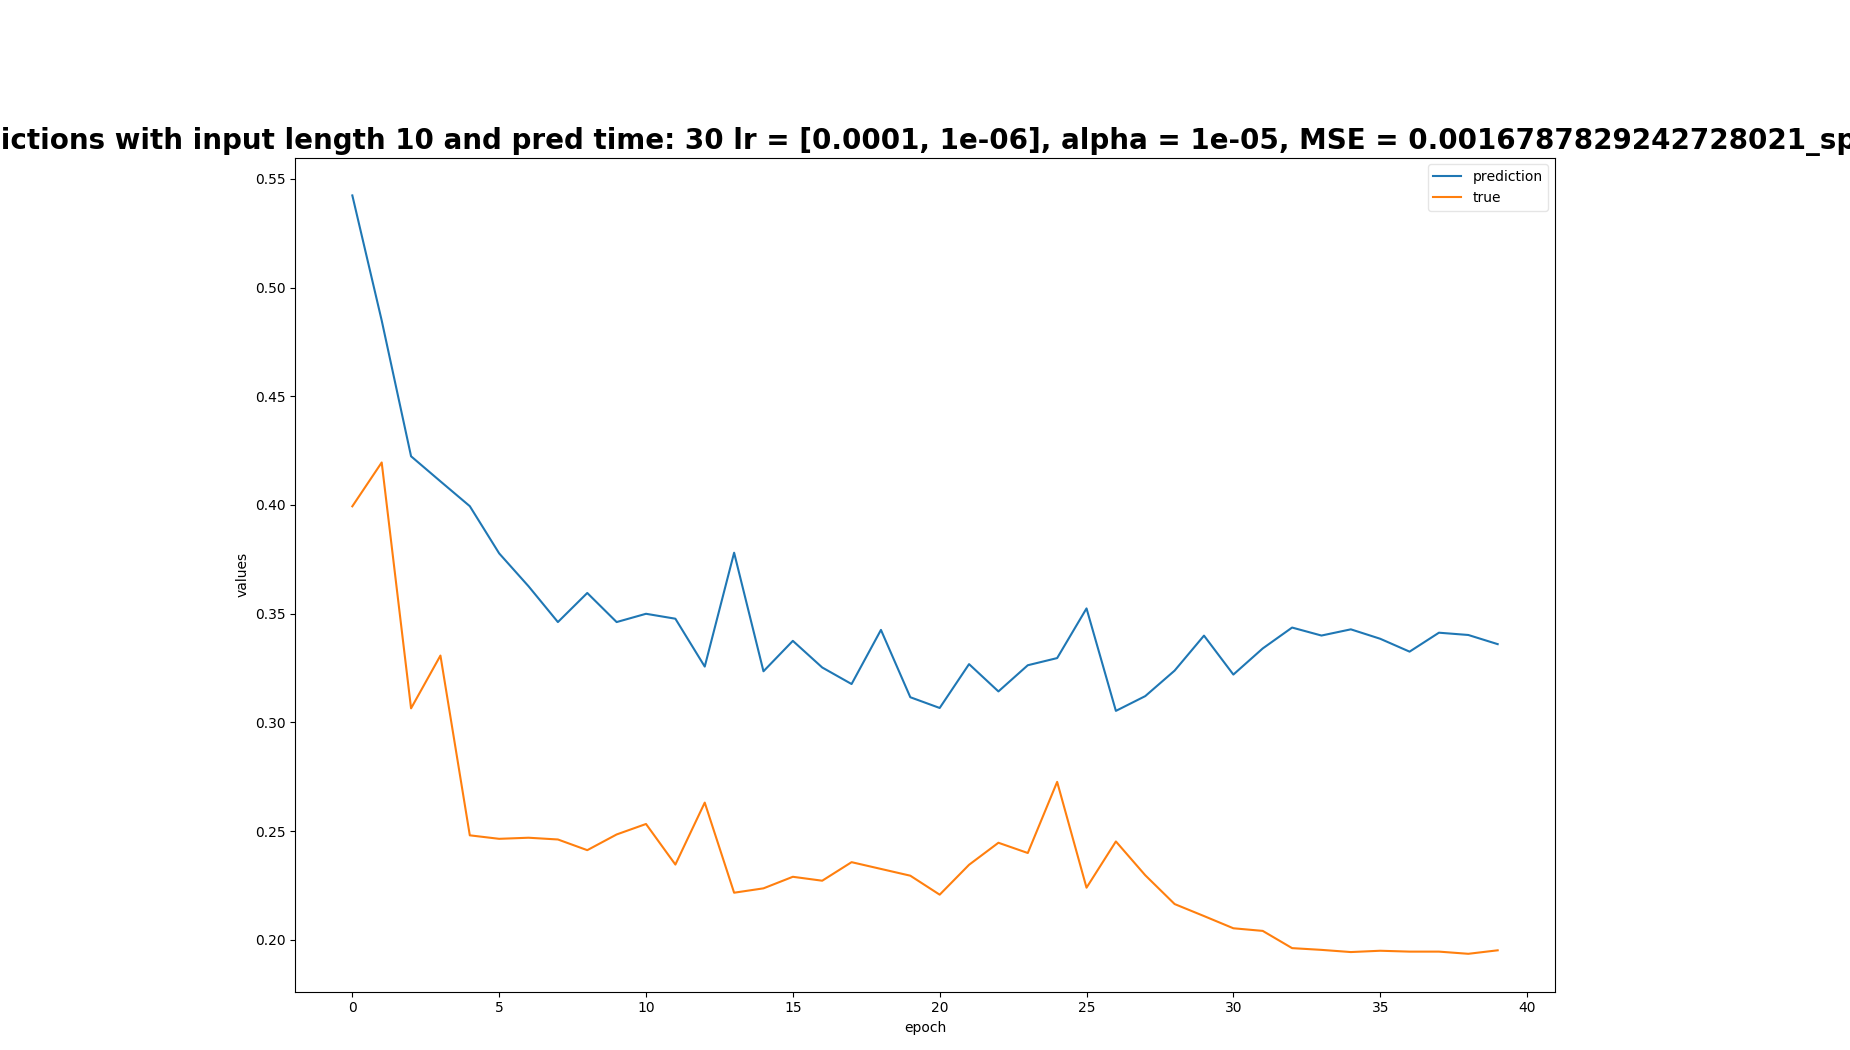 ictions with input length 10 and pred time: 30 lr = [0.0001, 1e-06], alpha = 1e-05, MSE = 0.0016787829242728021_sp
prediction
true
0.55
0.50
0.45
0.40
0.35
0.30
0.25
0.20
values
0 5 10 15 20 25 30 35 40
epoch